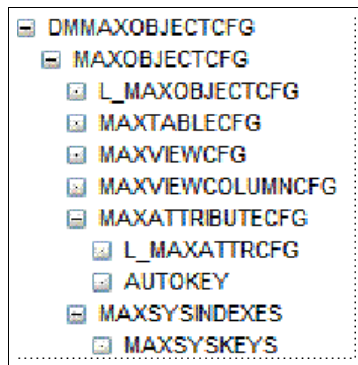 DMMAXOBJECTCFG
MAXOBJECTCFG
L_MAXOBJECTCFG
MAXTABLECFG
MAXVIEWCFG
MAXVIEWCOLUMNCFG
MAXATTRIBUTECFG
L_MAXATTRCFG
AUTOKEY
MAXSYSINDEXES
MAXSYSKEYS